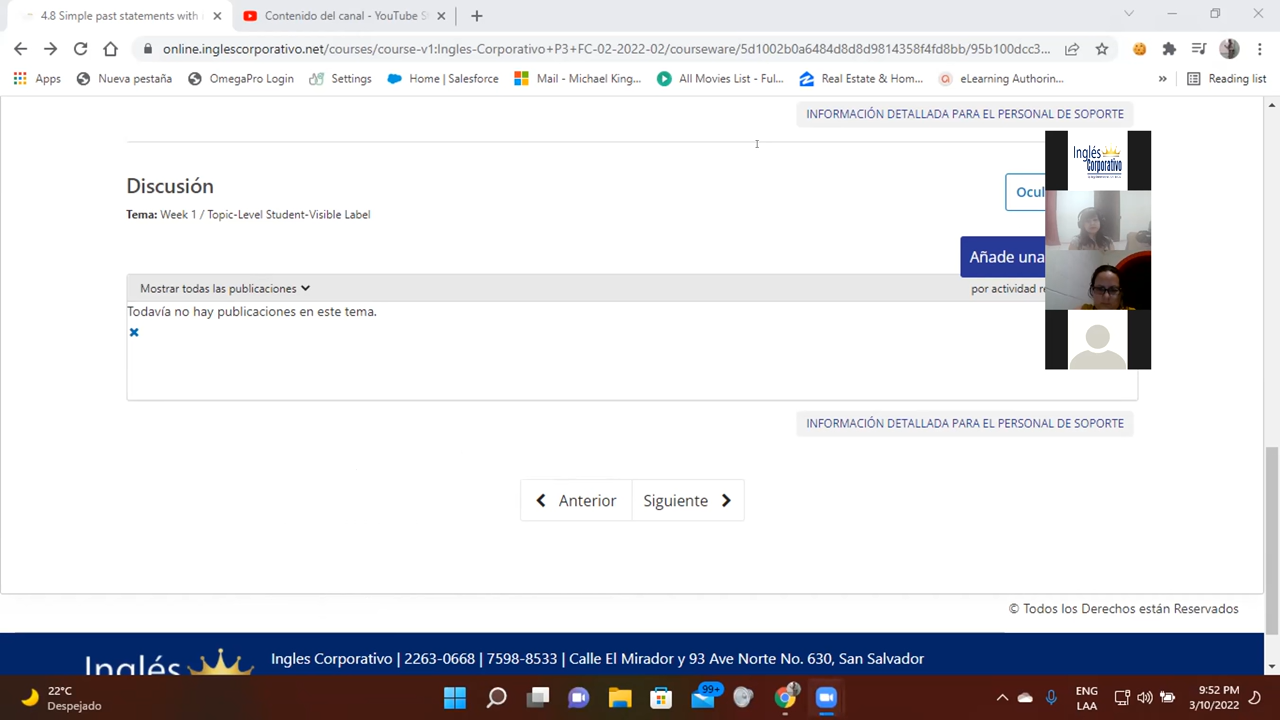 4.8 Simple past statements with
Contenido del canal - YouTube S
online.inglescorporativo.net/courses/course-v1:Ingles-Corporativo+P3+FC-02-2022-02/courseware/5d1002b0a6484d8d8d9814358f4fd8bb/95b100dcc3...
Apps Nueva pestaña OmegaPro Login Settings Home | Salesforce Mail - Michael King... All Movies List - Ful... Real Estate & Hom... eLearning Authorin... » Reading list
INFORMACIÓN DETALLADA PARA EL PERSONAL DE SOPORTE
Inglés
Corporativo
Discusión
Ocul
Tema: Week 1 / Topic-Level Student-Visible Label
Añade una
Mostrar todas las publicaciones
por actividad re
Todavía no hay publicaciones en este tema.
INFORMACIÓN DETALLADA PARA EL PERSONAL DE SOPORTE
Anterior Siguiente
© Todos los Derechos están Reservados
Inglés
Ingles Corporativo | 2263-0668 | 7598-8533 | Calle El Mirador y 93 Ave Norte No. 630, San Salvador
22°C
Despejado
99+
ENG
LAA
9:52 PM
3/10/2022